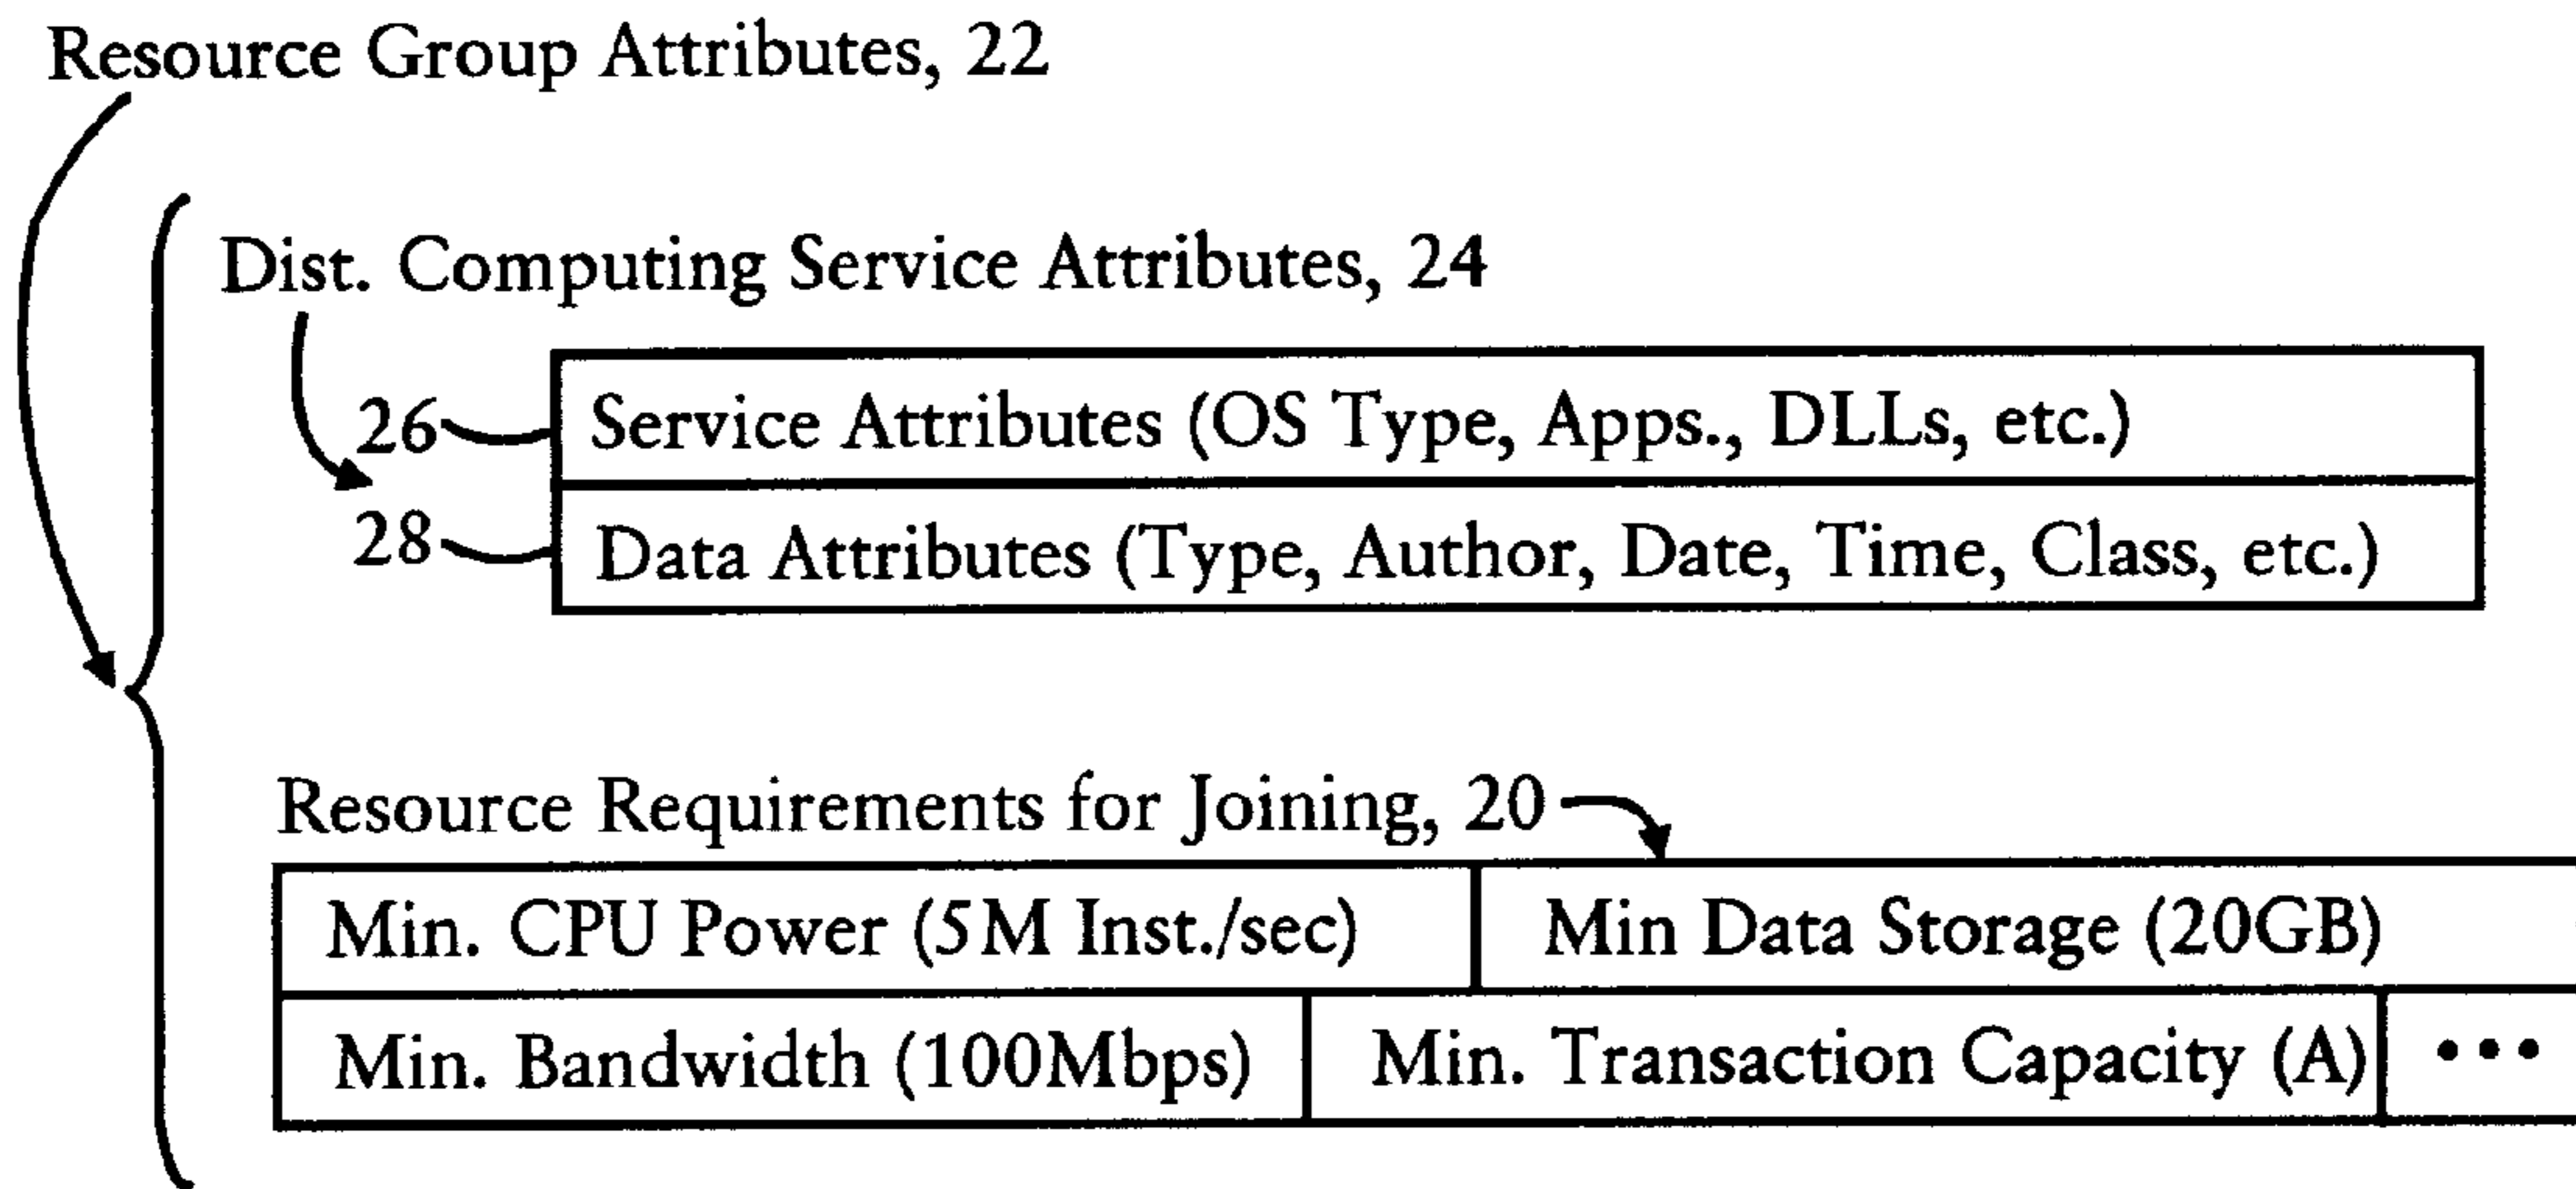 Resource Group Attributes, 22
Dist. Computing Service Attributes, 24
26 Service Attributes (OS Type, Apps., DLLs, etc.)
28 Data Attributes (Type, Author, Date, Time, Class, etc.)
Resource Requirements for Joining, 20
Min. CPU Power (5M Inst./sec) Min Data Storage (20GB)
Min. Bandwidth (100Mbps) Min. Transaction Capacity (A) •••